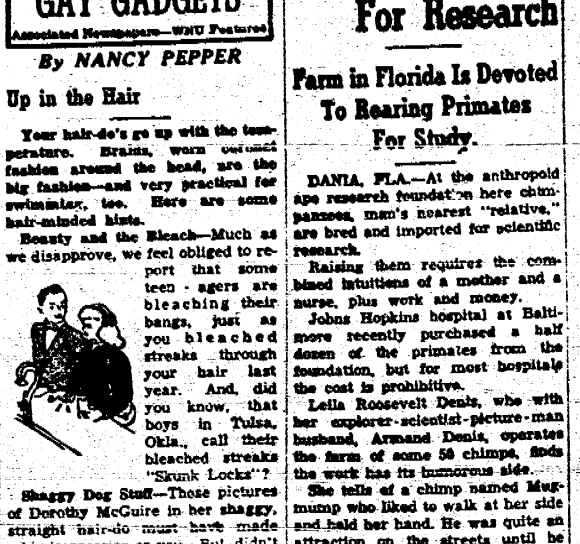 GAY GADGETS
Associated Newspapers—WNU Features
By NANCY PEPPER
Up in the Hair
Your hair-do's go up with the tem-
perature. Braids, worn
fashion around the head, are the
big fashion—and very practical for
swimming, too. Here are some
hair-minded hints.
Beauty and the Bleach—Much as
we disapprove, we feel obliged to re-
port that some
teen - agers are
bleaching their
bangs, just as
you bleached
streaks through
your hair last
year. And, did
you know, that
boys in Tulsa,
Okla., call their
bleached streaks
"Skunk Locks"?
Shaggy Dog Stuff—Those pictures
of Dorothy McGuire in her shaggy,
straight hair-do must have made
For Research
Farm in Florida Is Devoted
To Rearing Primates
For Study.
DANIA, FLA.—At the anthropoid
ape research foundation here chim-
panzees, man's nearest "relative,"
are bred and imported for scientific
research.
Raising them requires the com-
bined intuitions of a mother and a
nurse, plus work and money.
Johns Hopkins hospital at Balti-
more recently purchased a half
dozen of the primates from the
foundation, but for most hospitals
the cost is prohibitive.
Leila Roosevelt Denis, who with
her explorer-scientist-picture-man
husband, Armand Denis, operates
the farm of some 50 chimps, finds
the work has its humorous side.
She tells of a chimp named Mug-
wump who liked to walk at her side
and hold her hand. He was quite an
attraction on the streets until he